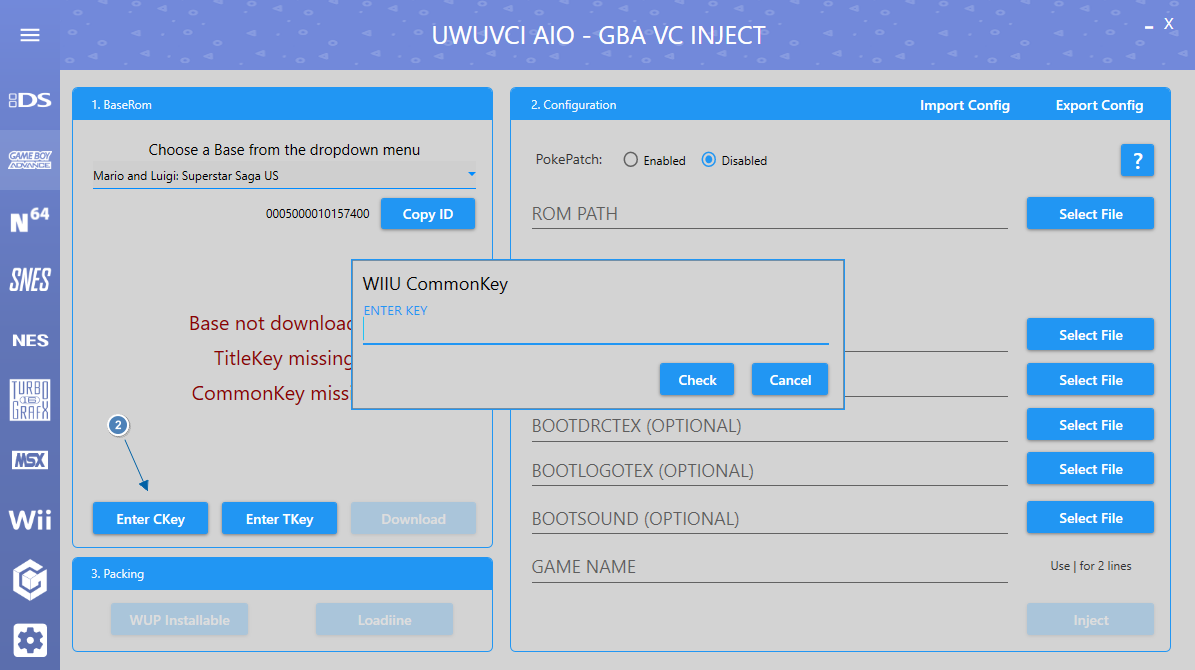 UWUVCI AIO - GBA VC INJECT
X
DS
GAME BOY ADVANCE
N64
SNES
NES
TURBO GRAFX 16
MSX
Wii
1. BaseRom
Choose a Base from the dropdown menu
Mario and Luigi: Superstar Saga US
0005000010157400
Copy ID
Base not download
TitleKey missing
CommonKey missi
2
Enter CKey
Enter TKey
Download
3. Packing
WUP Installable
Loadiine
WIIU CommonKey
ENTER KEY
Check
Cancel
2. Configuration
Import Config
Export Config
PokePatch:
Enabled
Disabled
?
ROM PATH
Select File
Select File
Select File
BOOTDRCTEX (OPTIONAL)
Select File
BOOTLOGOTEX (OPTIONAL)
Select File
BOOTSOUND (OPTIONAL)
Select File
GAME NAME
Use | for 2 lines
Inject